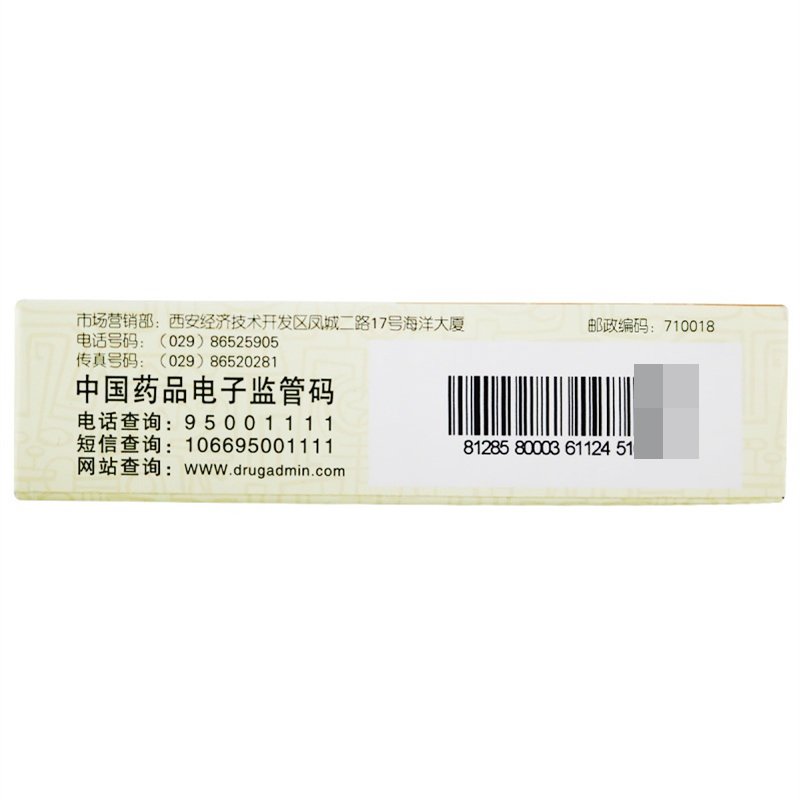 市场营销部：西安经济技术开发区凤城二路17号海洋大厦 邮政编码：710018
电话号码：（029）86525905
传真号码：（029）86520281
中国药品电子监管码
电话查询：95001111
短信查询：106695001111
网站查询：www.drugadmin.com
81285 80003 61124 51